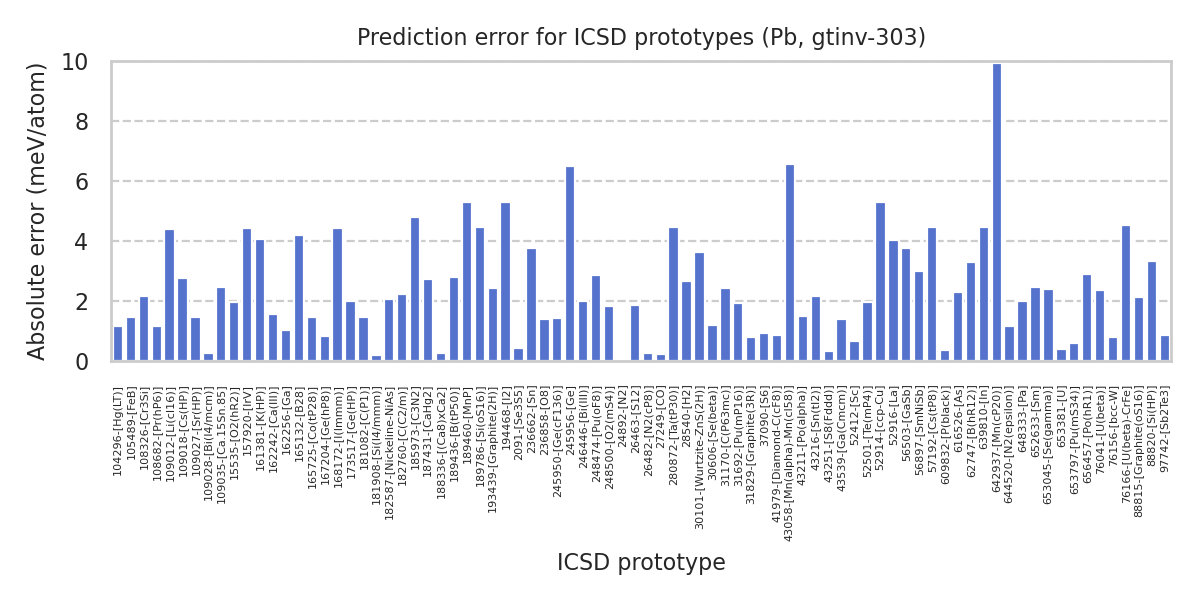 Prediction error for ICSD prototypes (Pb, gtinv-303)
Absolute error (meV/atom)
10
8
6
4
2
0
104296-[Hg(LT)]
105489-[FeB]
108326-[Cr3Si]
108682-[Pr(hP6)]
109012-[Li(cI16)]
109018-[Cs(HP)]
109027-[Sr(HP)]
109028-[Bi(I4/mcm)]
109035-[Ca.15Sn.85]
15535-[O2(hR2)]
157920-[IrV]
161381-[K(HP)]
162242-[Ca(III)]
162256-[Ga]
165132-[B28]
165725-[Co(tP28)]
167204-[Ge(hP8)]
168172-[I(Immm)]
173517-[Ge(HP)]
181082-[C(P1)]
181908-[Si(I4/mmm)]
182587-[Nickeline-NiAs]
182760-[C(C2/m)]
185973-[C3N2]
187431-[CaHg2]
188336-[(Ca8)xCa2]
189436-[B(tP50)]
189460-[MnP]
189786-[Si(oS16)]
193439-[Graphite(2H)]
194468-[I2]
2091-[Se3S5]
236662-[Sn]
236858-[O8]
245950-[Ge(cF136)]
245956-[Ge]
246446-[Bi(III)]
248474-[Pu(oF8)]
248500-[O2(mS4)]
24892-[N2]
26463-[S12]
26482-[N2(cP8)]
27249-[CO]
280872-[Ta(tP30)]
28540-[H2]
30101-[Wurtzite-ZnS(2H)]
30606-[Se(beta)]
31170-[C(P63mc)]
31692-[Pu(mP16)]
31829-[Graphite(3R)]
37090-[S6]
41979-[Diamond-C(cF8)]
43058-[Mn(alpha)-Mn(cI58)]
43211-[Po(alpha)]
43216-[Sn(tI2)]
43251-[S8(Fddd)]
43539-[Ga(Cmcm)]
52412-[Sc]
52501-[Te(mP4)]
52914-[ccp-Cu]
52916-[La]
56503-[GaSb]
56897-[SmNiSb]
57192-[Cs(tP8)]
609832-[P(black)]
616526-[As]
62747-[B(hR12)]
639810-[In]
642937-[Mn(cP20)]
644520-[N2(epsilon)]
648333-[Pa]
652633-[Sm]
653045-[Se(gamma)]
653381-[U]
653797-[Pu(mS34)]
656457-[Po(hR1)]
76041-[U(beta)]
76156-[bcc-W]
76166-[U(beta)-CrFe]
88815-[Graphite(oS16)]
88820-[Si(HP)]
97742-[Sb2Te3]
ICSD prototype